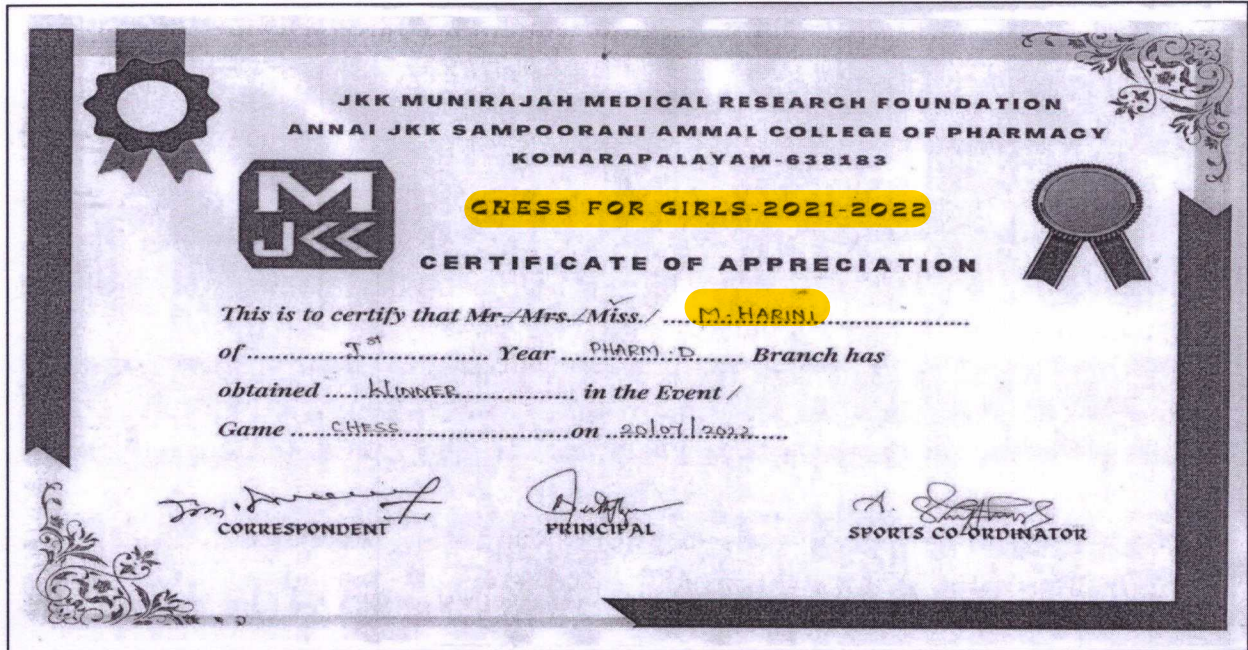 JKK MUNIRAJAH MEDICAL RESEARCH FOUNDATION
ANNAI JKK SAMPOORANI AMMAL COLLEGE OF PHARMACY
KOMARAPALAYAM-638183
M
JKK
CHESS FOR GIRLS-2021-2022
CERTIFICATE OF APPRECIATION
This is to certify that Mr./Mrs./Miss./ ....M. HARINI....
of ....Ist.... Year ....PHARM.D.... Branch has
obtained ....WINNER.... in the Event /
Game ....CHESS.... on ..20/07/2022....
CORRESPONDENT
PRINCIPAL
SPORTS CO-ORDINATOR